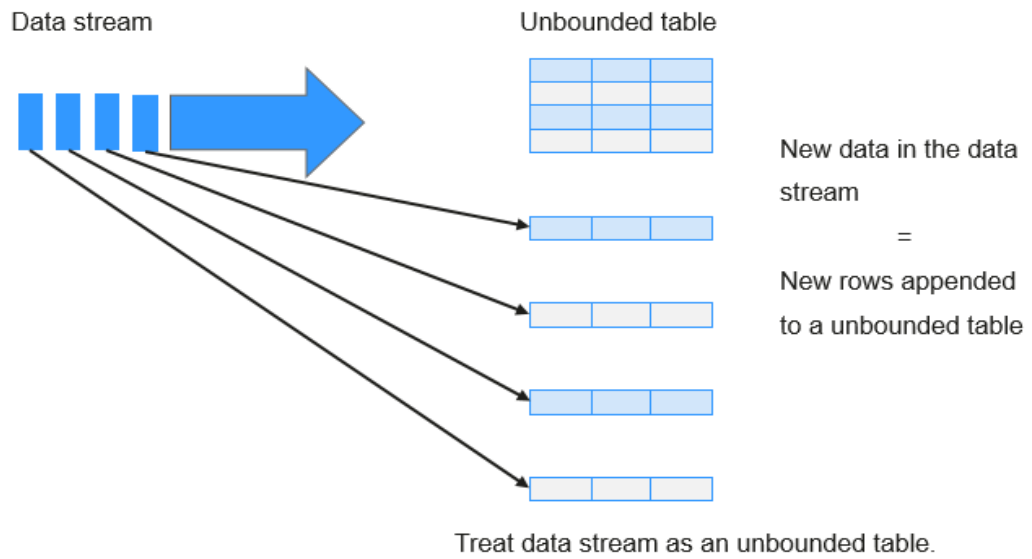 Data stream
Unbounded table
New data in the data
stream
=
New rows appended
to a unbounded table
Treat data stream as an unbounded table.